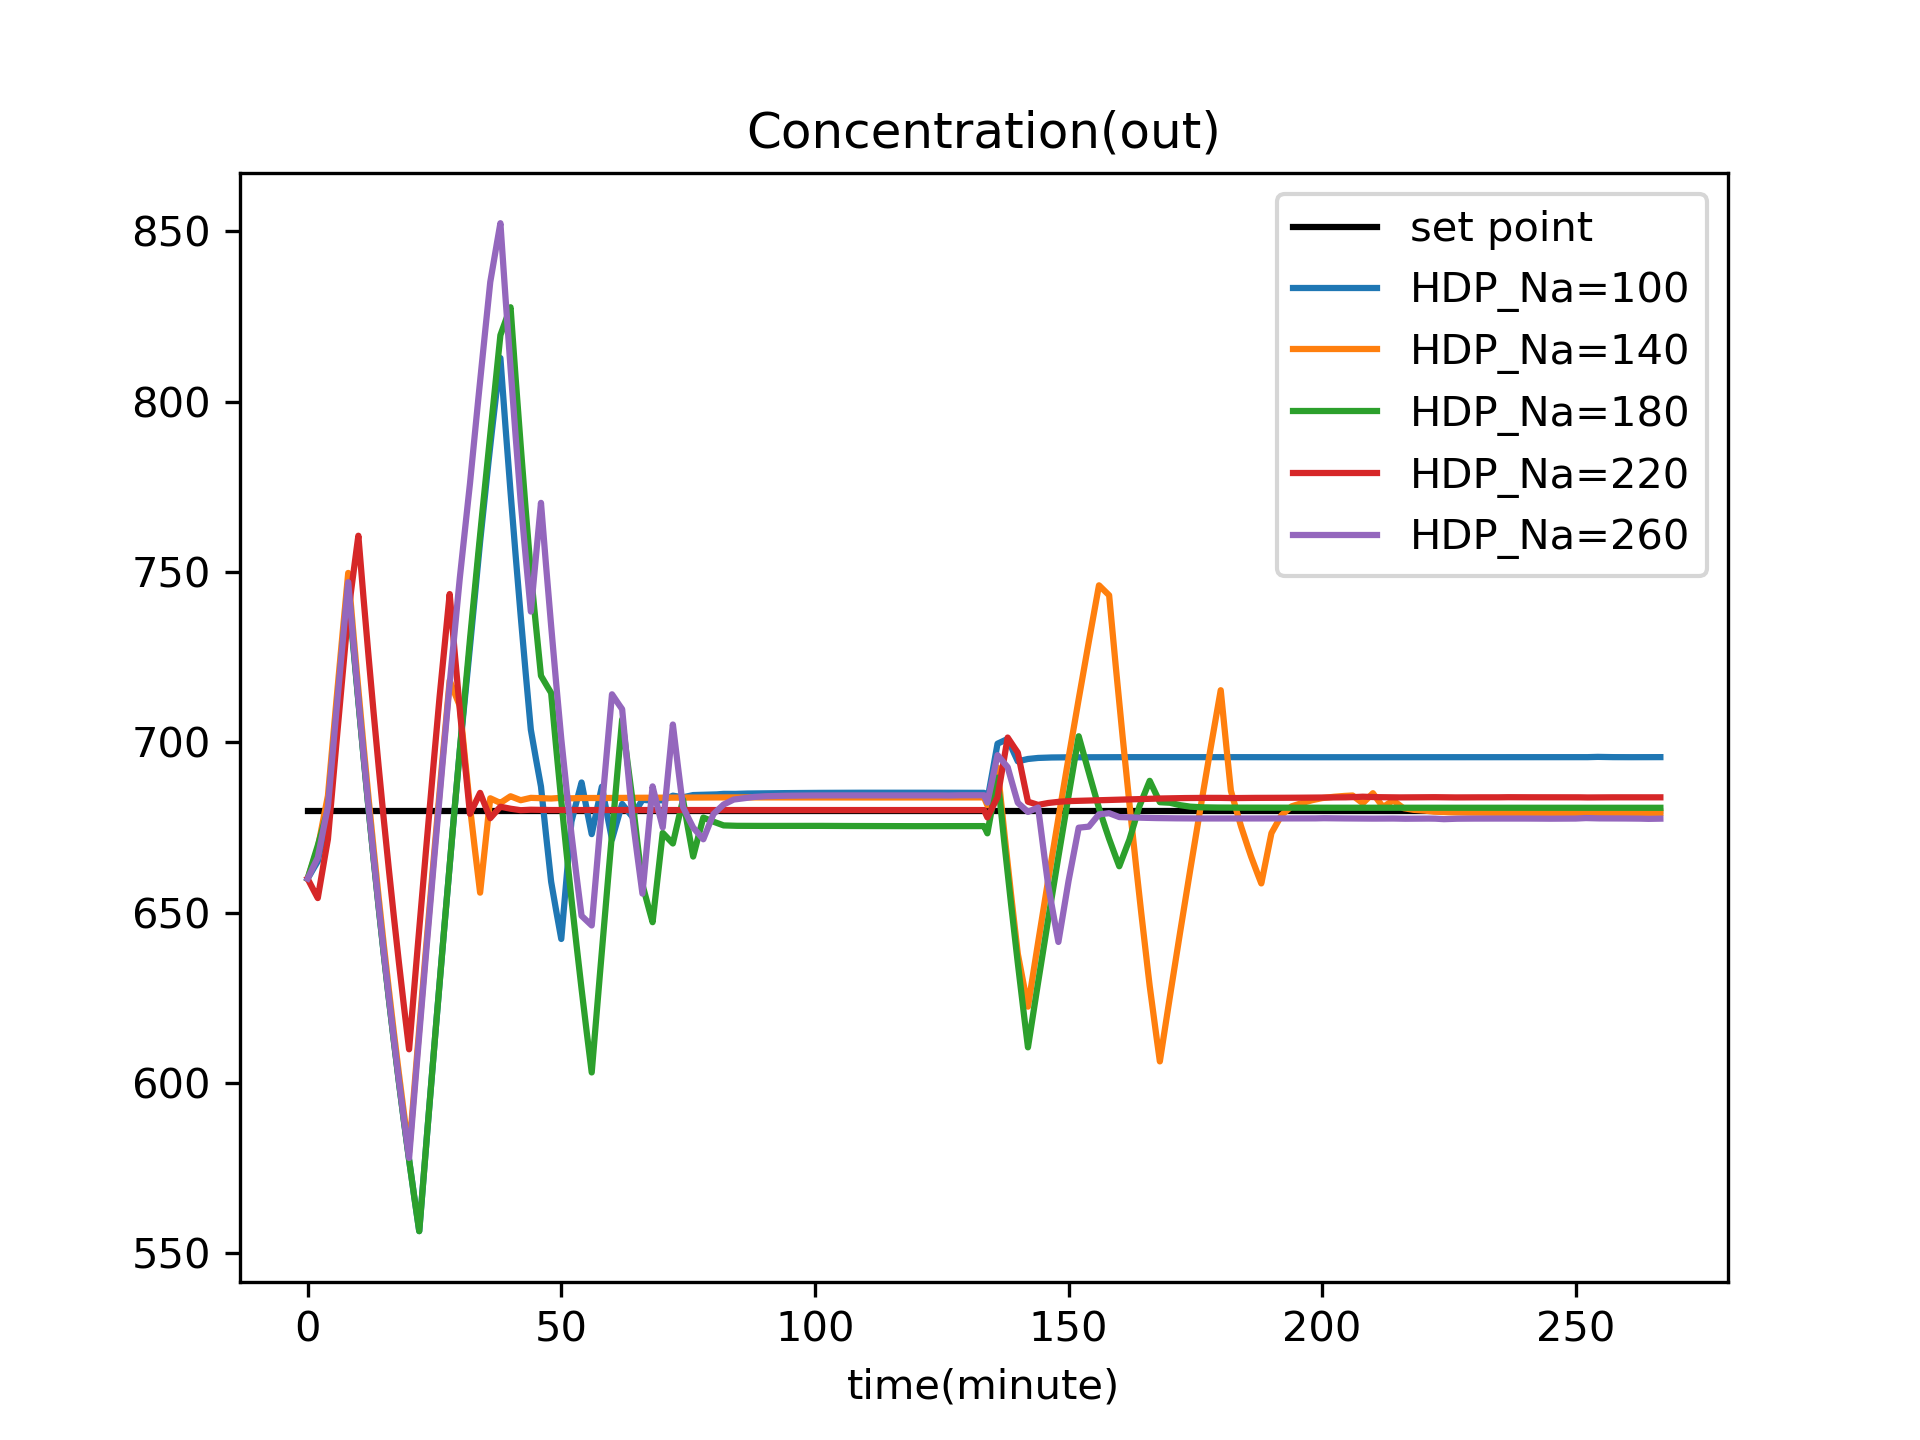 Concentration(out)
850
800
750
700
650
600
550
set point
HDP_Na=100
HDP_Na=140
HDP_Na=180
HDP_Na=220
HDP_Na=260
0 50 100 150 200 250
time(minute)